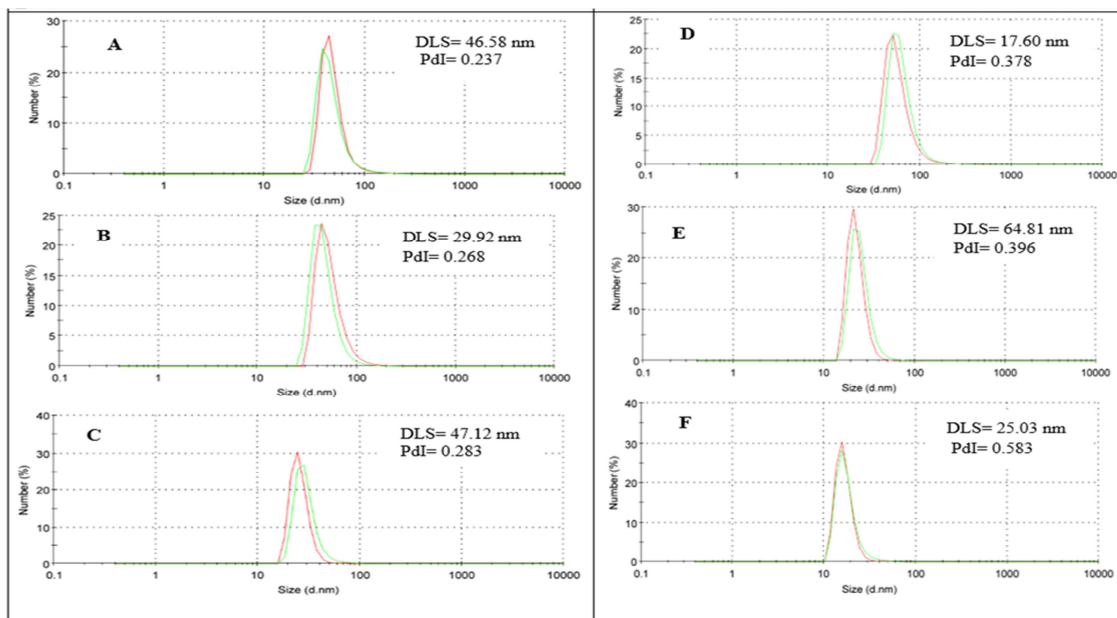 A
DLS= 46.58 nm
PdI= 0.237
Number (%)
30
20
10
0
0.1 1 10 100 1000 10000
Size (d.nm)
B
DLS= 29.92 nm
PdI= 0.268
Number (%)
25
20
15
10
5
0
0.1 1 10 100 1000 10000
Size (d.nm)
C
DLS= 47.12 nm
PdI= 0.283
Number (%)
40
30
20
10
0
0.1 1 10 100 1000 10000
Size (d.nm)
D
DLS= 17.60 nm
PdI= 0.378
Number (%)
25
20
15
10
5
0
0.1 1 10 100 1000 10000
Size (d.nm)
E
DLS= 64.81 nm
PdI= 0.396
Number (%)
30
20
10
0
0.1 1 10 100 1000 10000
Size (d.nm)
F
DLS= 25.03 nm
PdI= 0.583
Number (%)
40
30
20
10
0
0.1 1 10 100 1000 10000
Size (d.nm)